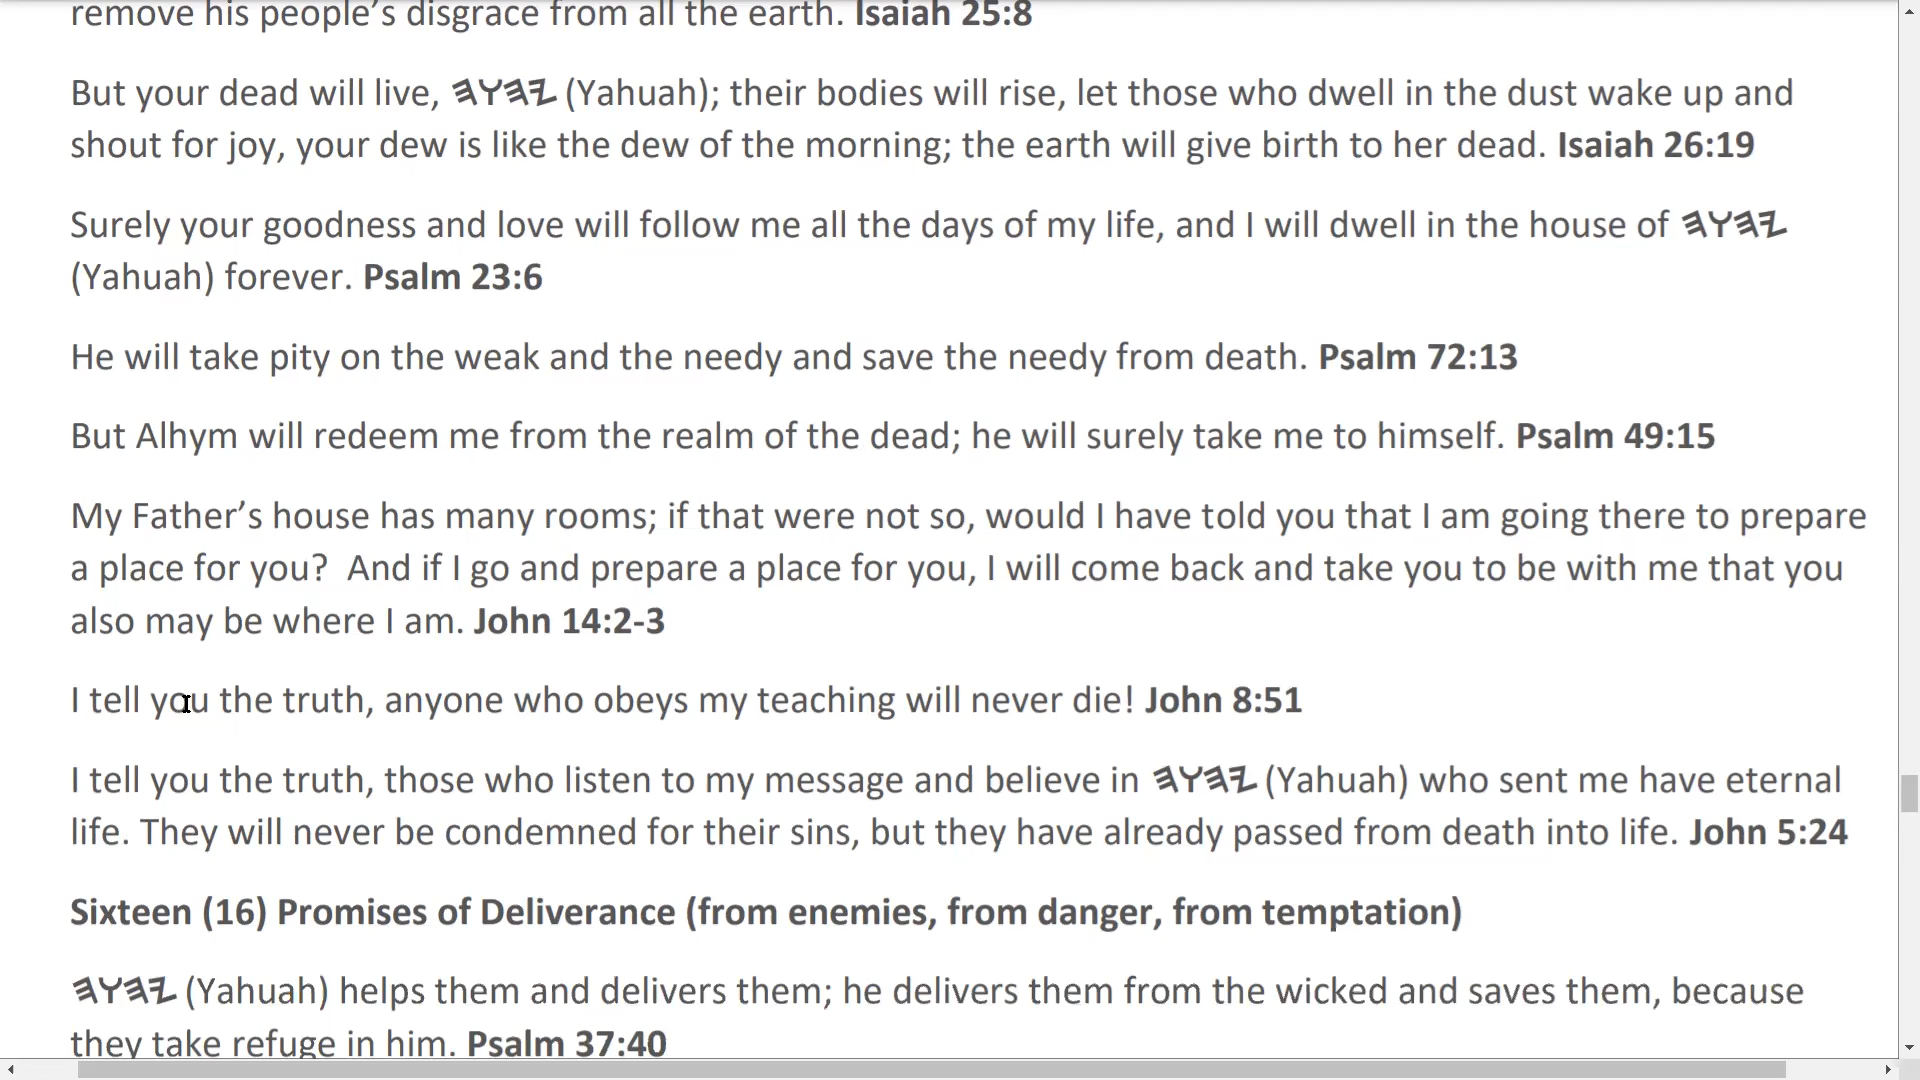 remove his people’s disgrace from all the earth. Isaiah 25:8
But your dead will live, 𐤉𐤄𐤅𐤄 (Yahuah); their bodies will rise, let those who dwell in the dust wake up and
shout for joy, your dew is like the dew of the morning; the earth will give birth to her dead. Isaiah 26:19
Surely your goodness and love will follow me all the days of my life, and I will dwell in the house of 𐤉𐤄𐤅𐤄
(Yahuah) forever. Psalm 23:6
He will take pity on the weak and the needy and save the needy from death. Psalm 72:13
But Alhym will redeem me from the realm of the dead; he will surely take me to himself. Psalm 49:15
My Father’s house has many rooms; if that were not so, would I have told you that I am going there to prepare
a place for you?  And if I go and prepare a place for you, I will come back and take you to be with me that you
also may be where I am. John 14:2-3
I tell you the truth, anyone who obeys my teaching will never die! John 8:51
I tell you the truth, those who listen to my message and believe in 𐤉𐤄𐤅𐤄 (Yahuah) who sent me have eternal
life. They will never be condemned for their sins, but they have already passed from death into life. John 5:24
Sixteen (16) Promises of Deliverance (from enemies, from danger, from temptation)
𐤉𐤄𐤅𐤄 (Yahuah) helps them and delivers them; he delivers them from the wicked and saves them, because
they take refuge in him. Psalm 37:40